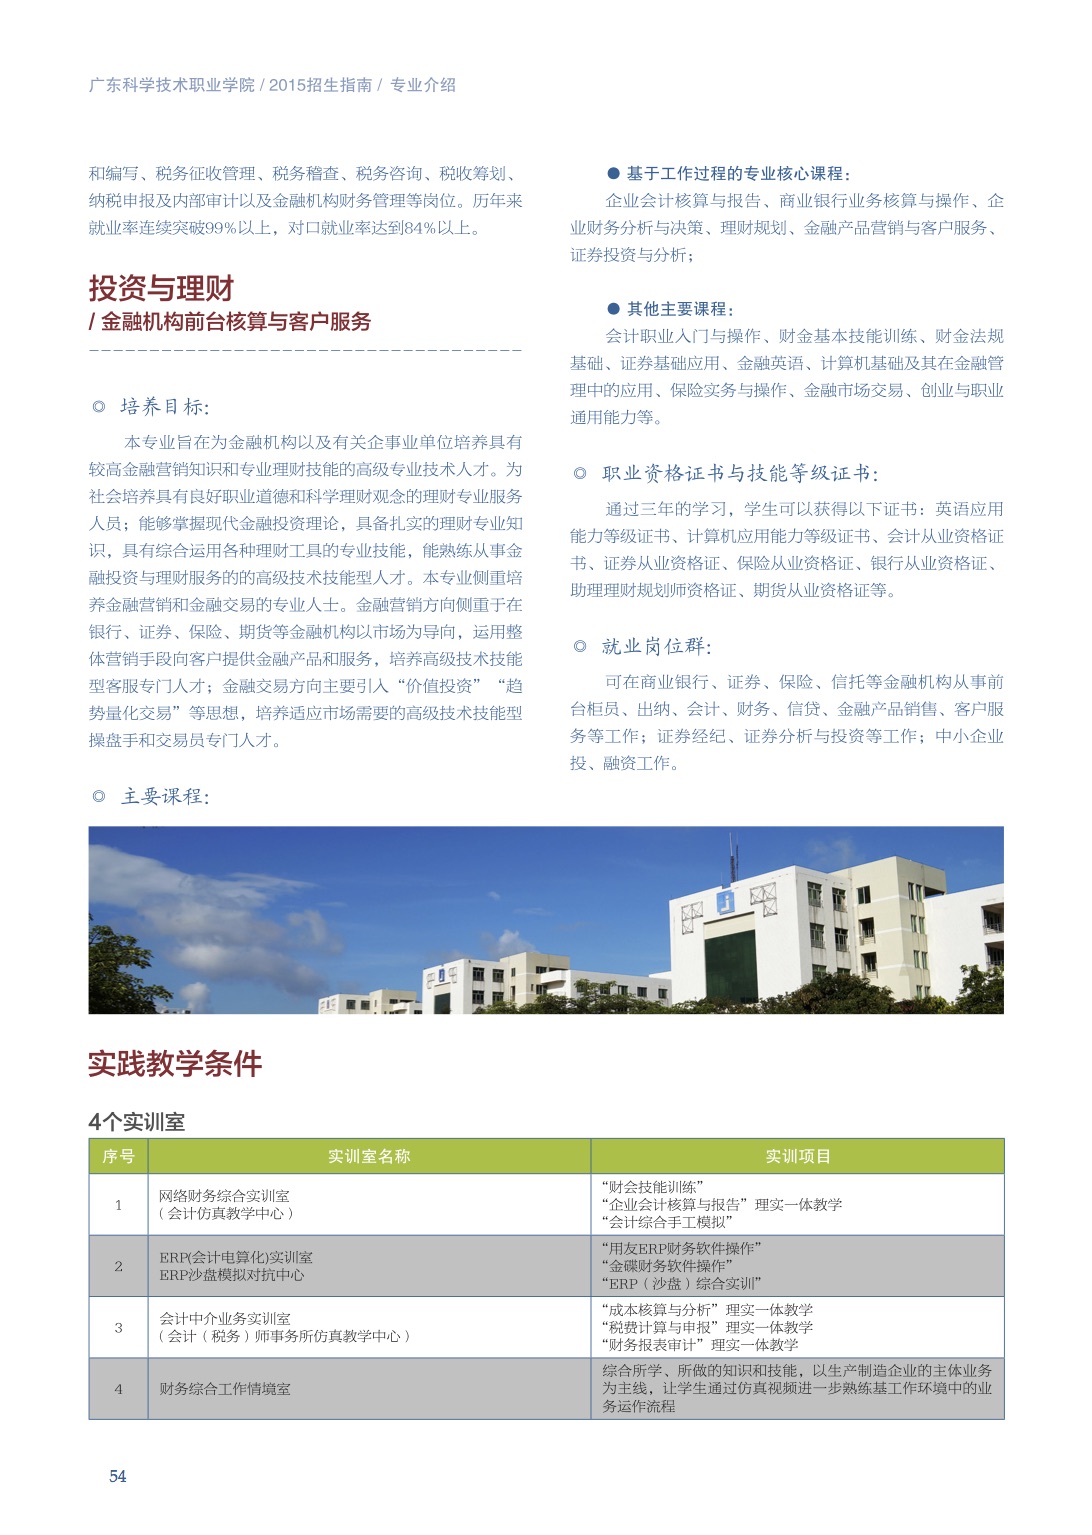 广东科学技术职业学院 / 2015招生指南 / 专业介绍
和编写、税务征收管理、税务稽查、税务咨询、税收筹划、
纳税申报及内部审计以及金融机构财务管理等岗位。历年来
就业率连续突破99%以上，对口就业率达到84%以上。
投资与理财
/ 金融机构前台核算与客户服务
◎ 培养目标：
本专业旨在为金融机构以及有关企事业单位培养具有
较高金融营销知识和专业理财技能的高级专业技术人才。为
社会培养具有良好职业道德和科学理财观念的理财专业服务
人员；能够掌握现代金融投资理论，具备扎实的理财专业知
识，具有综合运用各种理财工具的专业技能，能熟练从事金
融投资与理财服务的的高级技术技能型人才。本专业侧重培
养金融营销和金融交易的专业人士。金融营销方向侧重于在
银行、证券、保险、期货等金融机构以市场为导向，运用整
体营销手段向客户提供金融产品和服务，培养高级技术技能
型客服专门人才；金融交易方向主要引入“价值投资”“趋
势量化交易”等思想，培养适应市场需要的高级技术技能型
操盘手和交易员专门人才。
◎ 主要课程：
● 基于工作过程的专业核心课程：
企业会计核算与报告、商业银行业务核算与操作、企
业财务分析与决策、理财规划、金融产品营销与客户服务、
证券投资与分析；
● 其他主要课程：
会计职业入门与操作、财金基本技能训练、财金法规
基础、证券基础应用、金融英语、计算机基础及其在金融管
理中的应用、保险实务与操作、金融市场交易、创业与职业
通用能力等。
◎ 职业资格证书与技能等级证书：
通过三年的学习，学生可以获得以下证书：英语应用
能力等级证书、计算机应用能力等级证书、会计从业资格证
书、证券从业资格证、保险从业资格证、银行从业资格证、
助理理财规划师资格证、期货从业资格证等。
◎ 就业岗位群：
可在商业银行、证券、保险、信托等金融机构从事前
台柜员、出纳、会计、财务、信贷、金融产品销售、客户服
务等工作；证券经纪、证券分析与投资等工作；中小企业
投、融资工作。
实践教学条件
4个实训室
序号 实训室名称 实训项目
1 网络财务综合实训室
（会计仿真教学中心）
“财会技能训练”
“企业会计核算与报告”理实一体教学
“会计综合手工模拟”
2 ERP(会计电算化)实训室
ERP沙盘模拟对抗中心
“用友ERP财务软件操作”
“金碟财务软件操作”
“ERP（沙盘）综合实训”
3 会计中介业务实训室
（会计（税务）师事务所仿真教学中心）
“成本核算与分析”理实一体教学
“税费计算与申报”理实一体教学
“财务报表审计”理实一体教学
4 财务综合工作情境室
综合所学、所做的知识和技能，以生产制造企业的主体业务
为主线，让学生通过仿真视频进一步熟练基工作环境中的业
务运作流程
54